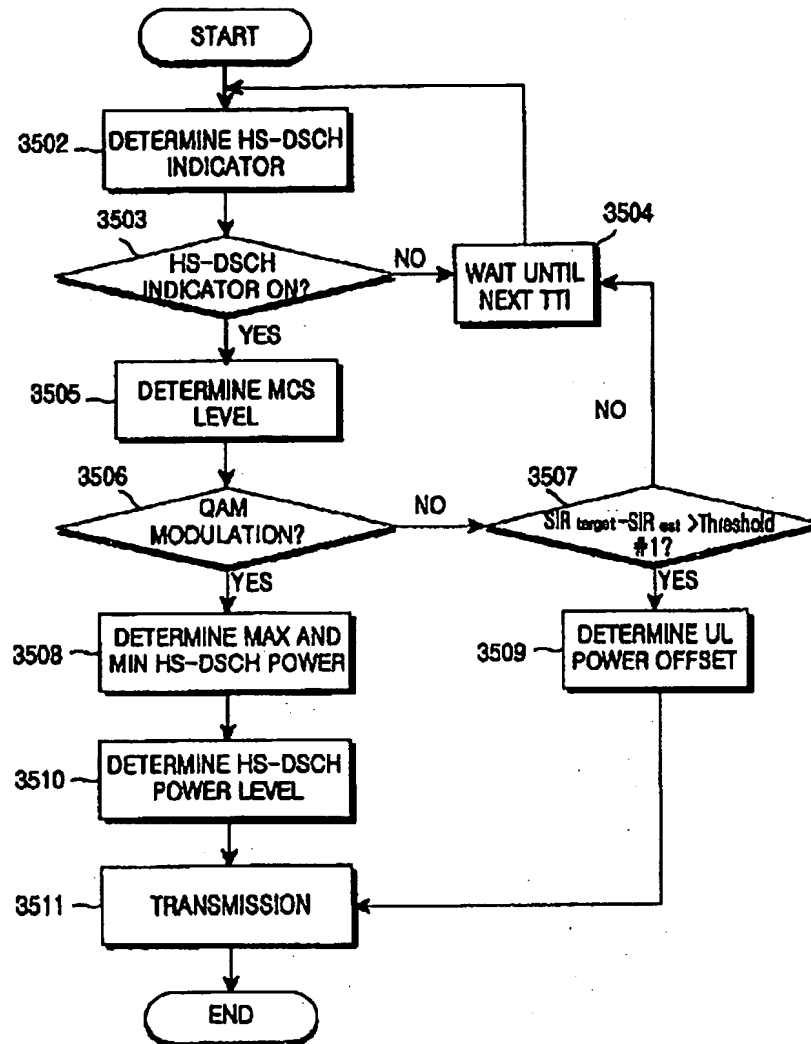 START
3502
DETERMINE HS-DSCH
INDICATOR
3503
HS-DSCH
INDICATOR ON?
NO
3504
WAIT UNTIL
NEXT TTI
YES
3505
DETERMINE MCS
LEVEL
NO
3506
QAM
MODULATION?
NO
3507
SIR target-SIR est >Threshold
#1?
YES
YES
3508
DETERMINE MAX AND
MIN HS-DSCH POWER
3509
DETERMINE UL
POWER OFFSET
3510
DETERMINE HS-DSCH
POWER LEVEL
3511
TRANSMISSION
END